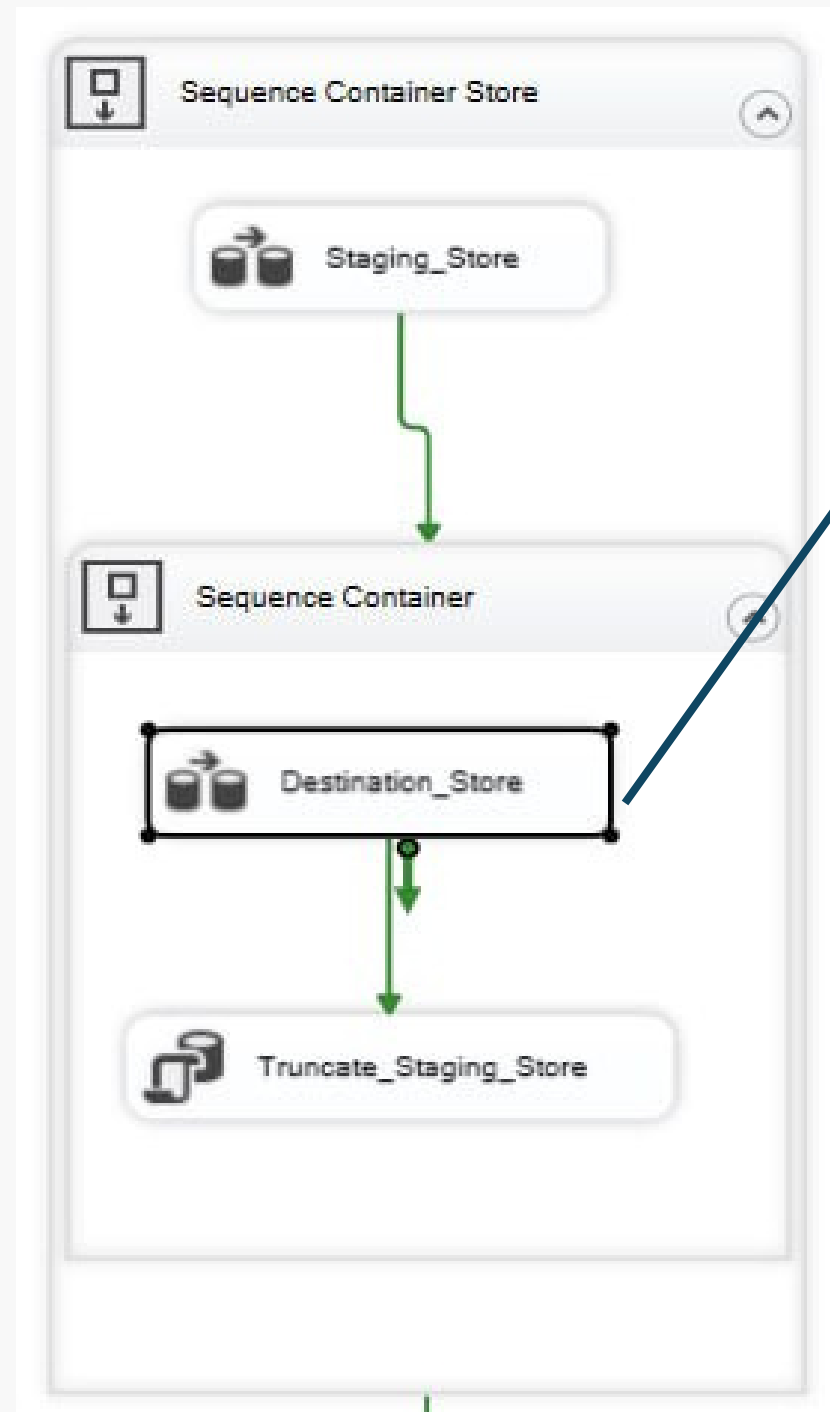 Sequence Container Store
Staging_Store
Sequence Container
Destination_Store
Truncate_Staging_Store